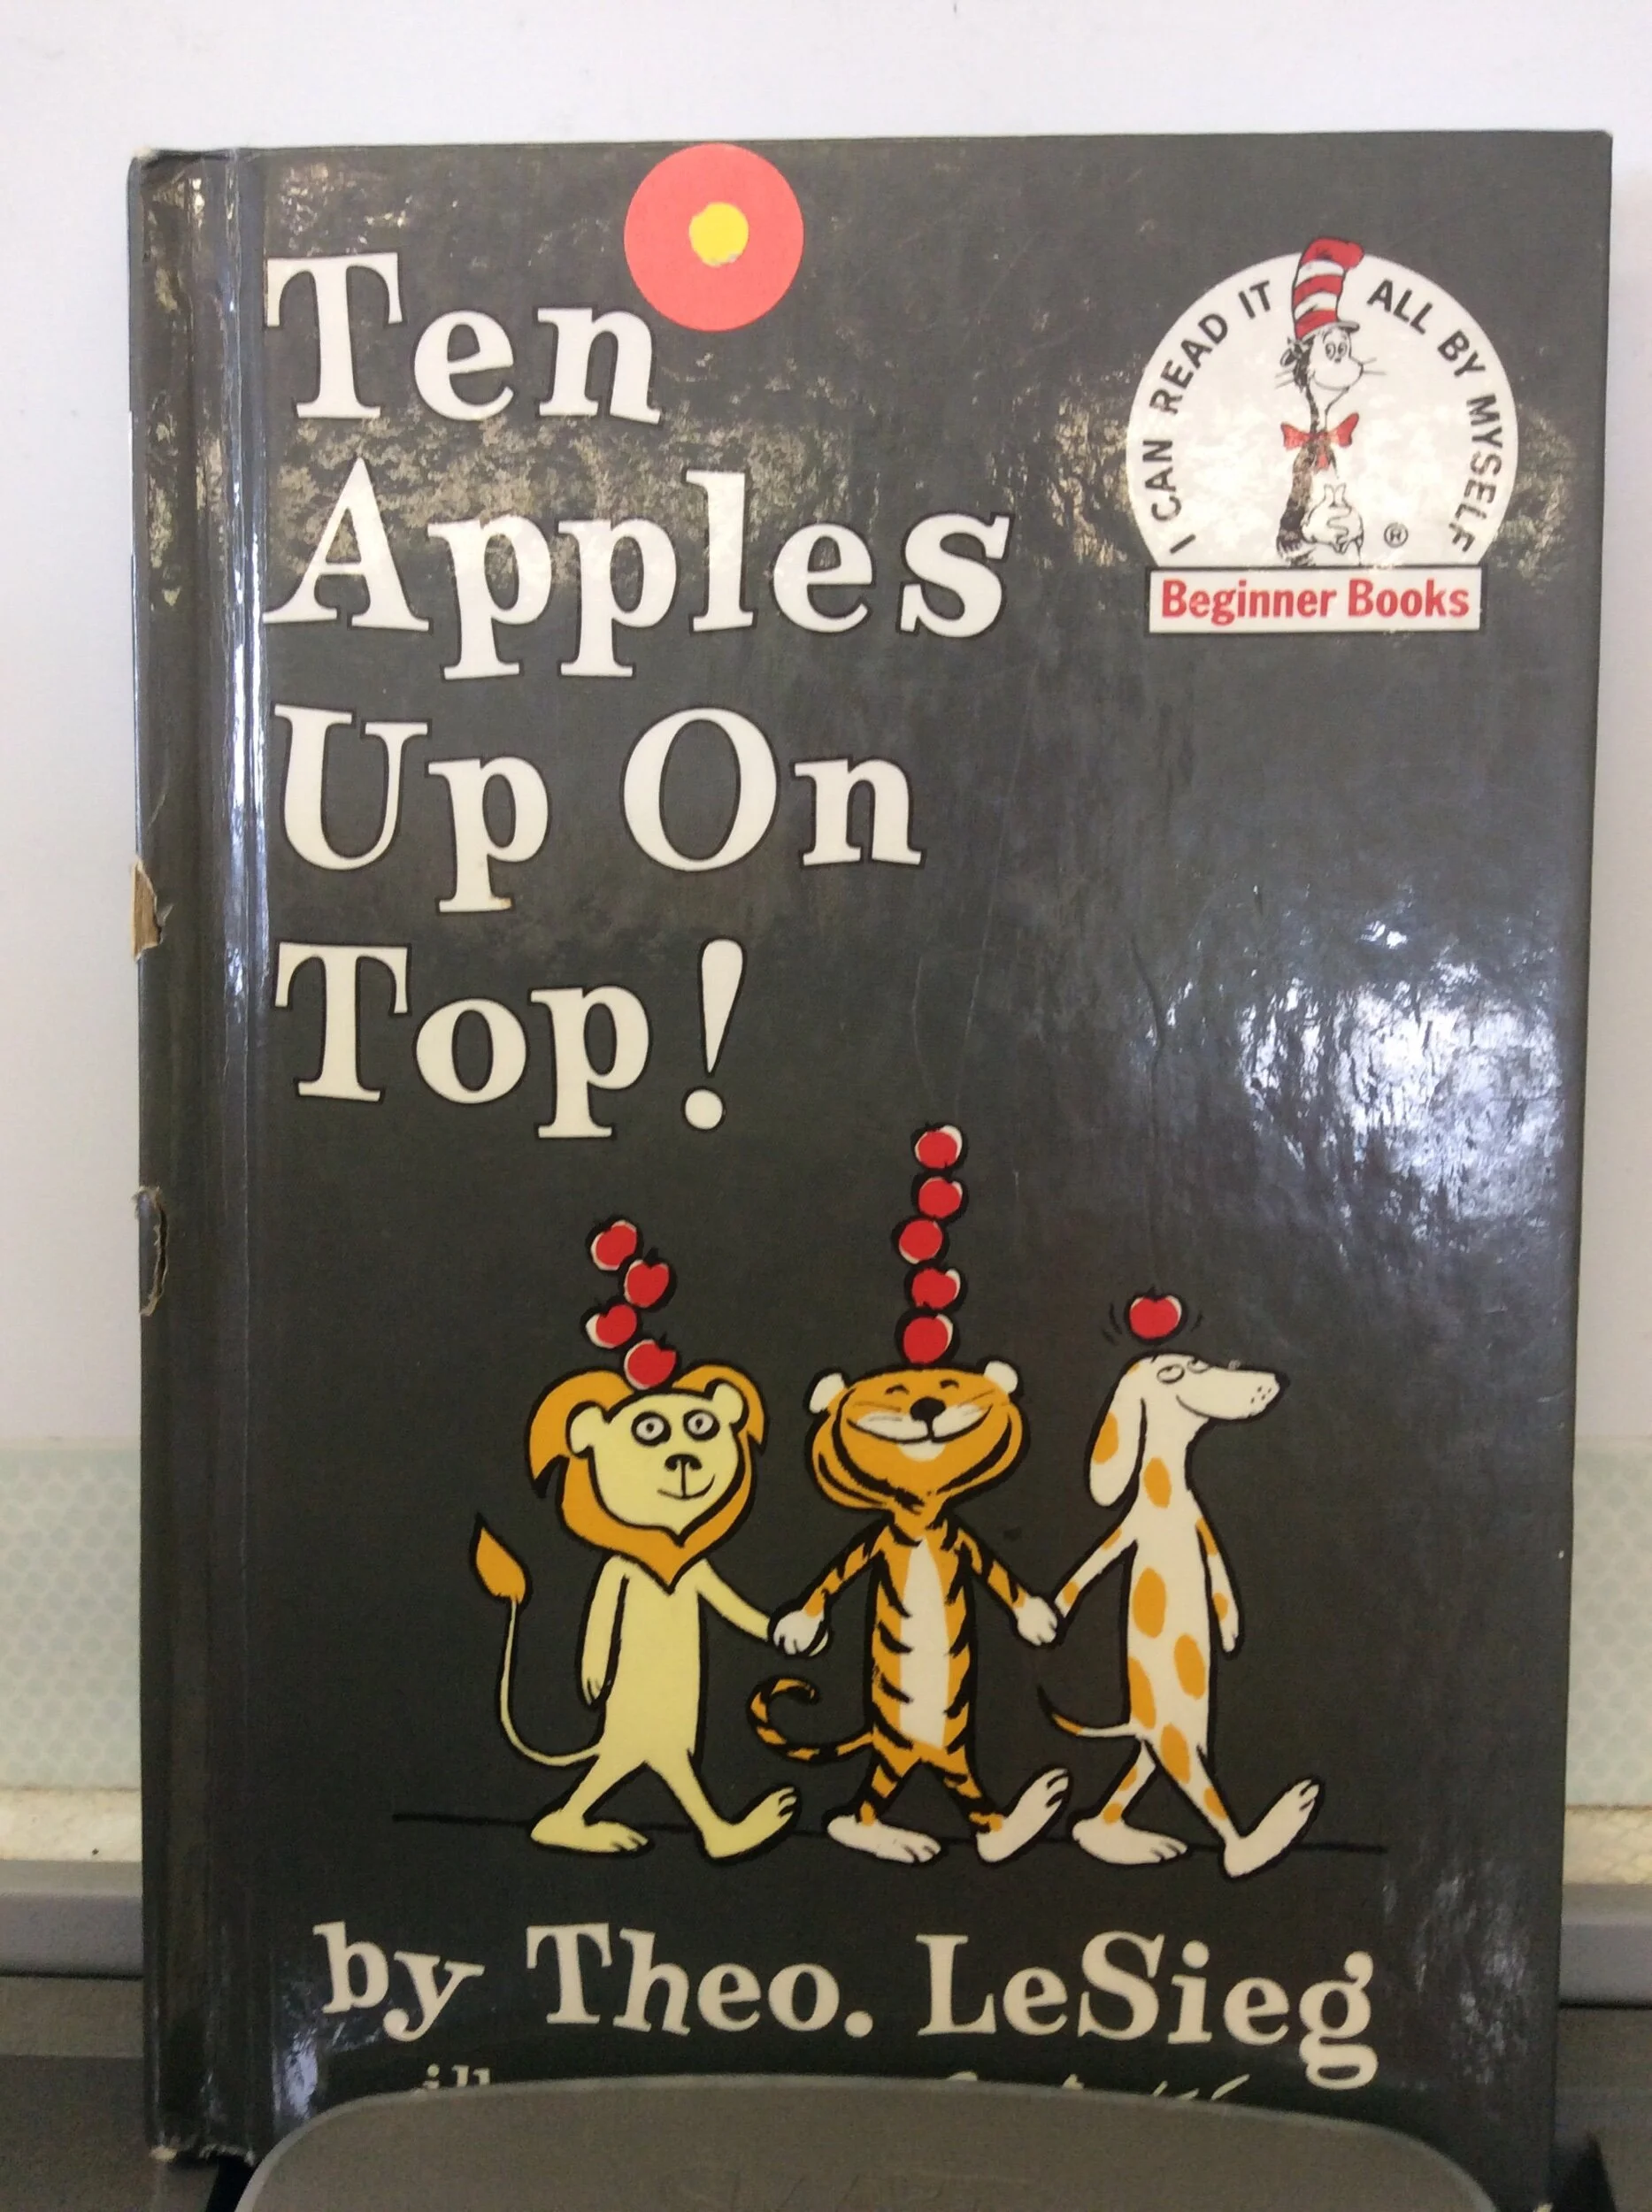 Ten
Apples
Up On
Top!
I CAN READ IT ALL BY MYSELF
®
Beginner Books
by Theo. LeSieg